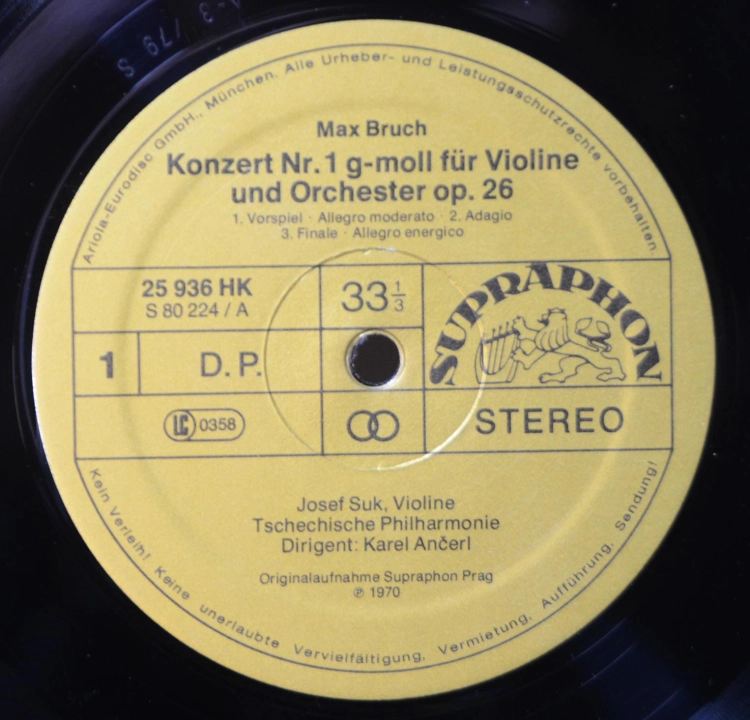 Ariola-Eurodisc GmbH., München. Alle Urheber- und Leistungsschutzrechte vorbehalten.
Max Bruch
Konzert Nr. 1 g-moll für Violine
und Orchester op. 26
1. Vorspiel · Allegro moderato · 2. Adagio
3. Finale · Allegro energico
25 936 HK
S 80 224 / A
33 1/3
SUPRAPHON
1
D. P.
LC 0358
STEREO
Josef Suk, Violine
Tschechische Philharmonie
Dirigent: Karel Ančerl
Originalaufnahme Supraphon Prag
℗ 1970
Kein Verleih! Keine unerlaubte Vervielfältigung, Vermietung, Aufführung, Sendung!